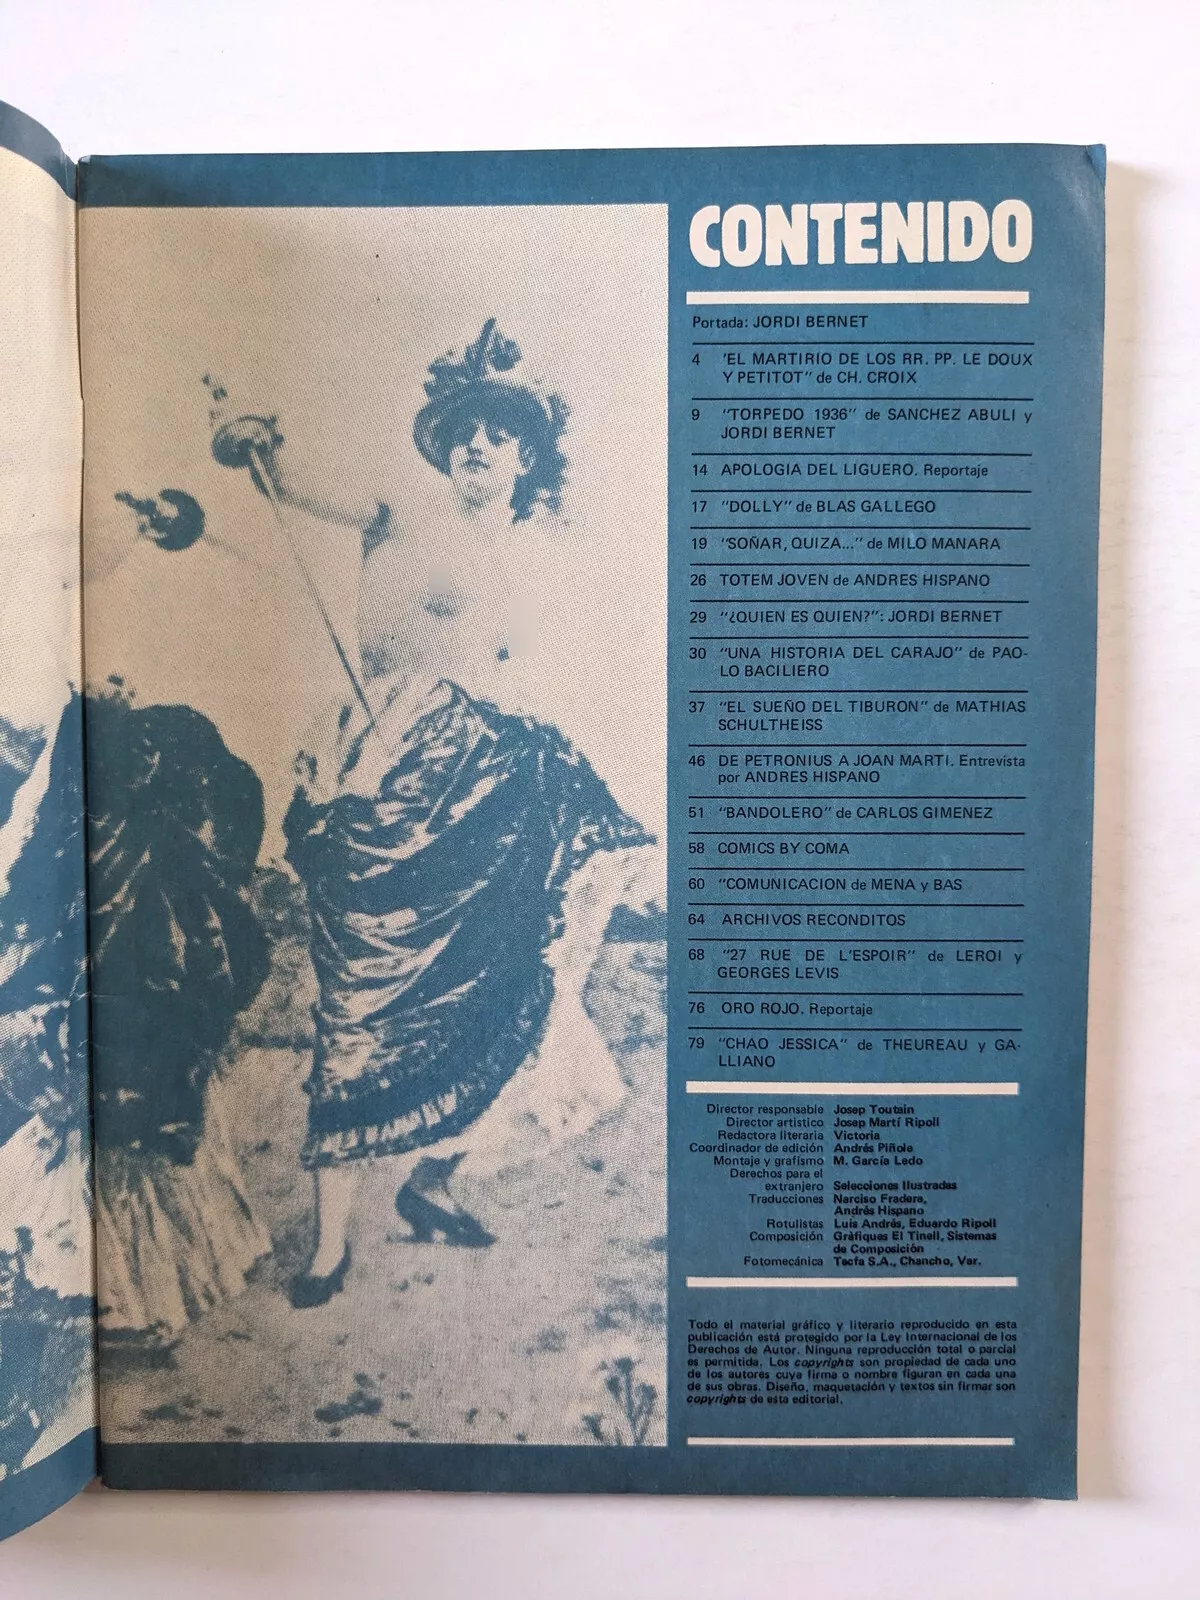 CONTENIDO
Portada: JORDI BERNET
4 'EL MARTIRIO DE LOS RR. PP. LE DOUX
Y PETITOT" de CH. CROIX
9 "TORPEDO 1936" de SANCHEZ ABULI y
JORDI BERNET
14 APOLOGIA DEL LIGUERO. Reportaje
17 "DOLLY" de BLAS GALLEGO
19 "SOÑAR, QUIZA..." de MILO MANARA
26 TOTEM JOVEN de ANDRES HISPANO
29 "¿QUIEN ES QUIEN?": JORDI BERNET
30 "UNA HISTORIA DEL CARAJO" de PAO-
LO BACILIERO
37 "EL SUEÑO DEL TIBURON" de MATHIAS
SCHULTHEISS
46 DE PETRONIUS A JOAN MARTI. Entrevista
por ANDRES HISPANO
51 "BANDOLERO" de CARLOS GIMENEZ
58 COMICS BY COMA
60 "COMUNICACION de MENA y BAS
64 ARCHIVOS RECONDITOS
68 "27 RUE DE L'ESPOIR" de LEROI y
GEORGES LEVIS
76 ORO ROJO. Reportaje
79 "CHAO JESSICA" de THEUREAU y GA-
LLIANO
Director responsable Josep Toutain
Director artístico Josep Martí Ripoll
Redactora literaria Victoria
Coordinador de edición Andrés Piñole
Montaje y grafismo M. García Ledo
Derechos para el
extranjero Selecciones Ilustradas
Traducciones Narciso Fradera,
Andrés Hispano
Rotulistas Luis Andrés, Eduardo Ripoll
Composición Gràfiques El Tinell, Sistemas
de Composición
Fotomecánica Tecfa S.A., Chancho, Var.
Todo el material gráfico y literario reproducido en esta
publicación está protegido por la Ley Internacional de los
Derechos de Autor. Ninguna reproducción total o parcial
es permitida. Los copyrights son propiedad de cada uno
de los autores cuya firma o nombre figuran en cada una
de sus obras. Diseño, maquetación y textos sin firmar son
copyrights de esta editorial.